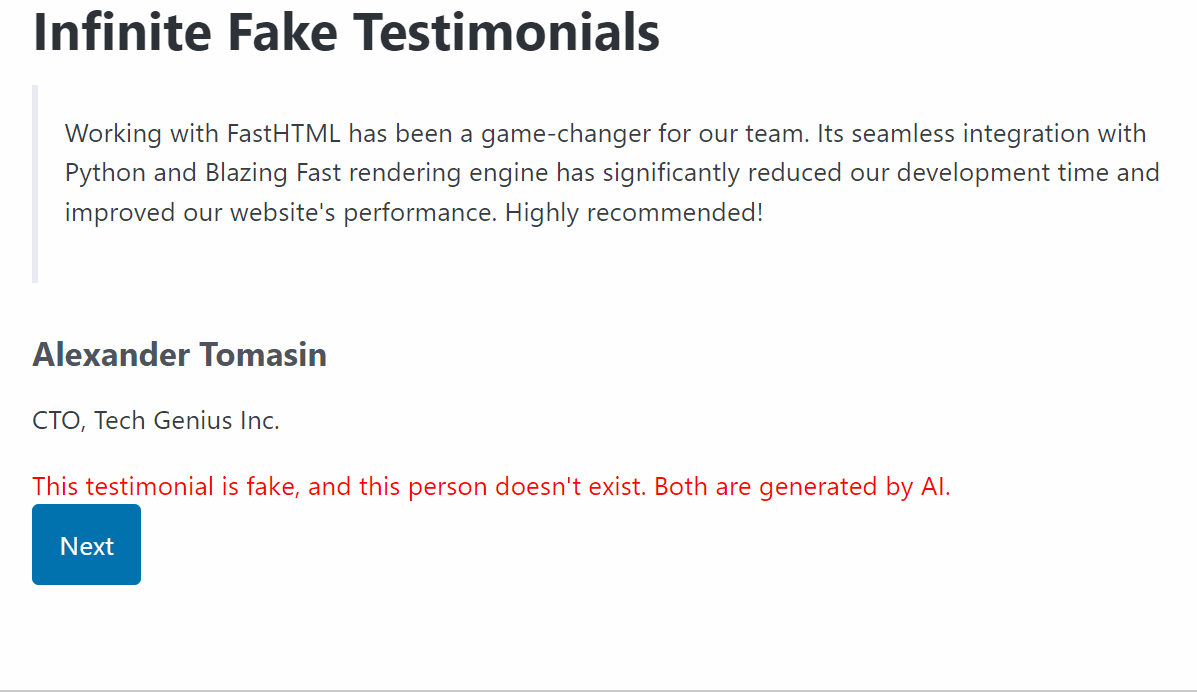 Infinite Fake Testimonials
Working with FastHTML has been a game-changer for our team. Its seamless integration with
Python and Blazing Fast rendering engine has significantly reduced our development time and
improved our website's performance. Highly recommended!
Alexander Tomasin
CTO, Tech Genius Inc.
This testimonial is fake, and this person doesn't exist. Both are generated by AI.
Next